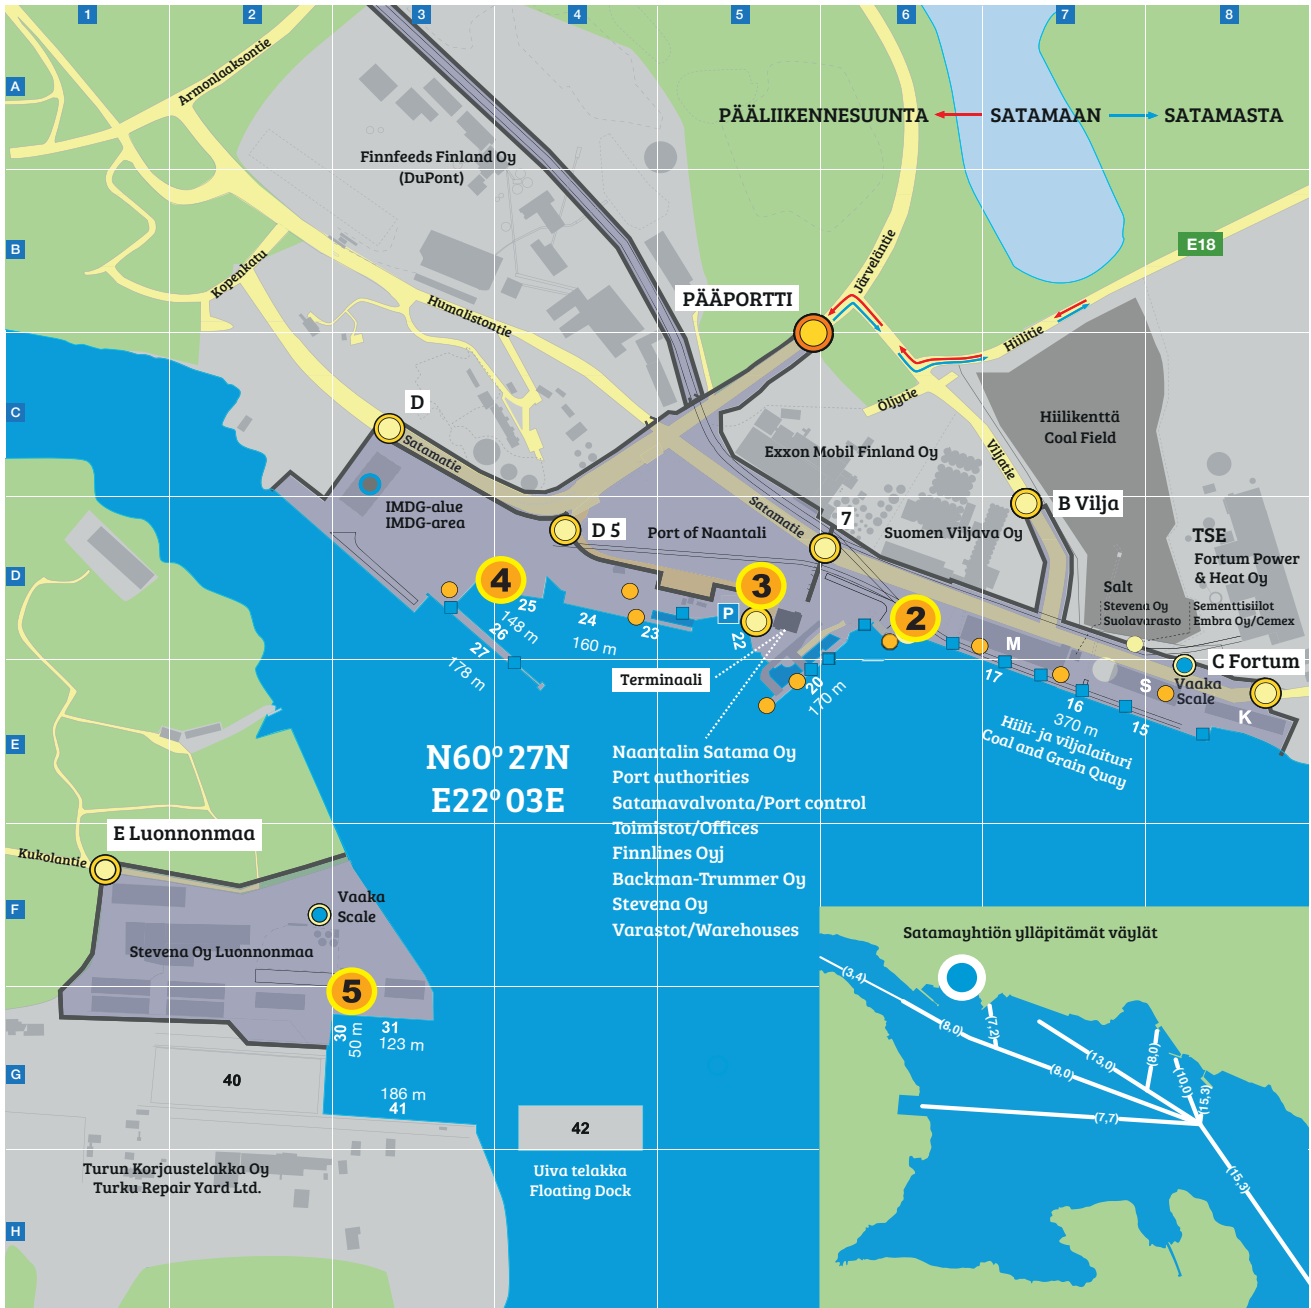 1 2 3 4 5 6 7 8
A
Armonlaaksontie
PÄÄLIIKENNESUUNTA SATAMAAN SATAMASTA
Finnfeeds Finland Oy
(DuPont)
B
Järveläntie
E18
Kopenkatu
Humalistontie
PÄÄPORTTI
Hiilitie
C
D
Öljytie
Hiilikenttä
Coal Field
Satamatie
Exxon Mobil Finland Oy
Viljatie
IMDG-alue
IMDG-area
Satamatie
B Vilja
D 5
Port of Naantali
7
Suomen Viljava Oy
TSE
Fortum Power
& Heat Oy
D
4
3
2
Salt
Stevena Oy
Suolavarasto
Sementtisiilot
Embra Oy/Cemex
25
148 m
26
27
178 m
24
160 m
23
P
22
M
C Fortum
Terminaali
20
170 m
17
16
370 m
15
S
Vaaka
Scale
K
Hiili- ja viljalaituri
Coal and Grain Quay
E
N60° 27N
E22° 03E
Naantalin Satama Oy
Port authorities
Satamavalvonta/Port control
Toimistot/Offices
Finnlines Oyj
Backman-Trummer Oy
Stevena Oy
Varastot/Warehouses
E Luonnonmaa
Kukolantie
F
Vaaka
Scale
Stevena Oy Luonnonmaa
5
Satamayhtiön ylläpitämät väylät
(3,4)
(8,0)
(7,2)
(13,0)
(8,0)
(8,0)
(10,0)
(15,3)
(7,7)
(15,3)
30
50 m
31
123 m
G
40
186 m
41
42
Turun Korjaustelakka Oy
Turku Repair Yard Ltd.
Uiva telakka
Floating Dock
H